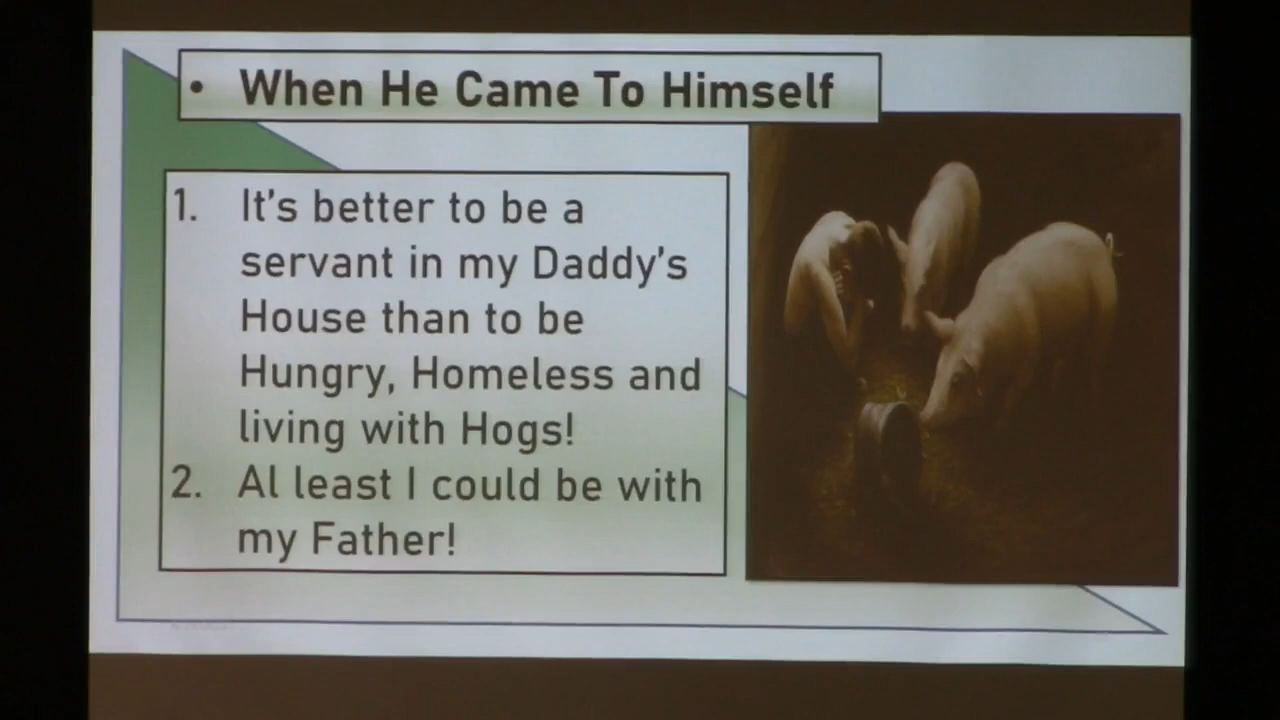 • When He Came To Himself
1. It's better to be a
servant in my Daddy's
House than to be
Hungry, Homeless and
living with Hogs!
2. Al least I could be with
my Father!